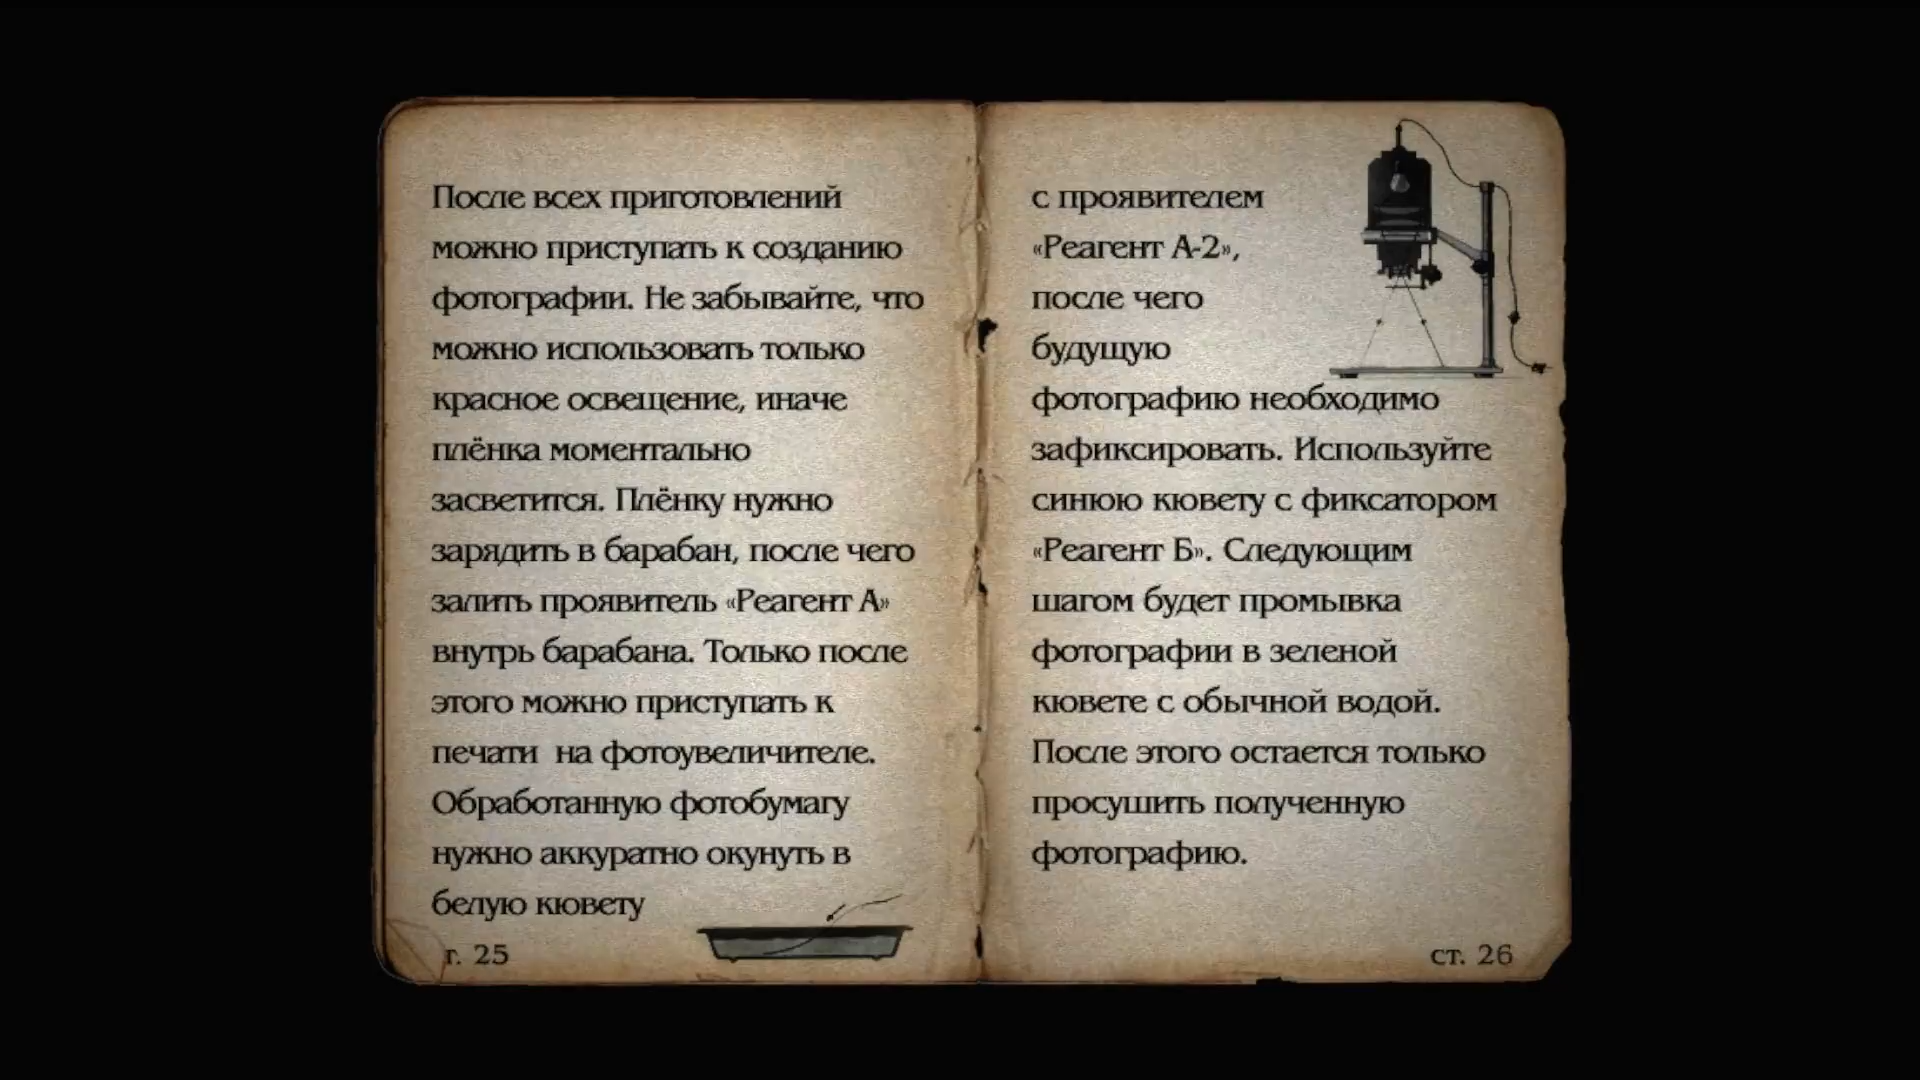 После всех приготовлений
можно приступать к созданию
фотографии. Не забывайте, что
можно использовать только
красное освещение, иначе
плёнка моментально
засветится. Плёнку нужно
зарядить в барабан, после чего
залить проявитель «Реагент А»
внутрь барабана. Только после
этого можно приступать к
печати на фотоувеличителе.
Обработанную фотобумагу
нужно аккуратно окунуть в
белую кювету
т. 25
с проявителем
«Реагент А-2»,
после чего
будущую
фотографию необходимо
зафиксировать. Используйте
синюю кювету с фиксатором
«Реагент Б». Следующим
шагом будет промывка
фотографии в зеленой
кювете с обычной водой.
После этого остается только
просушить полученную
фотографию.
ст. 26